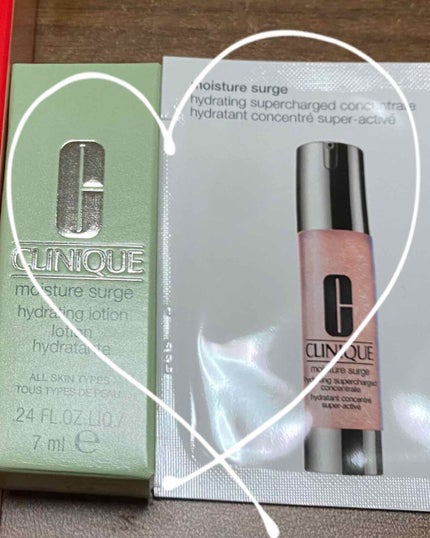 CLINIQUE
moisture surge
hydrating lotion
lotion
hydratante
ALL SKIN TYPES
TOUS TYPES DE PEAU
.24 FL.OZ.LIQ./
7 ml e
moisture surge
hydrating supercharged concentrate
hydratant concentré super-activé
CLINIQUE
moisture surge
hydrating supercharged
concentrate
hydratant concentré
super-activé